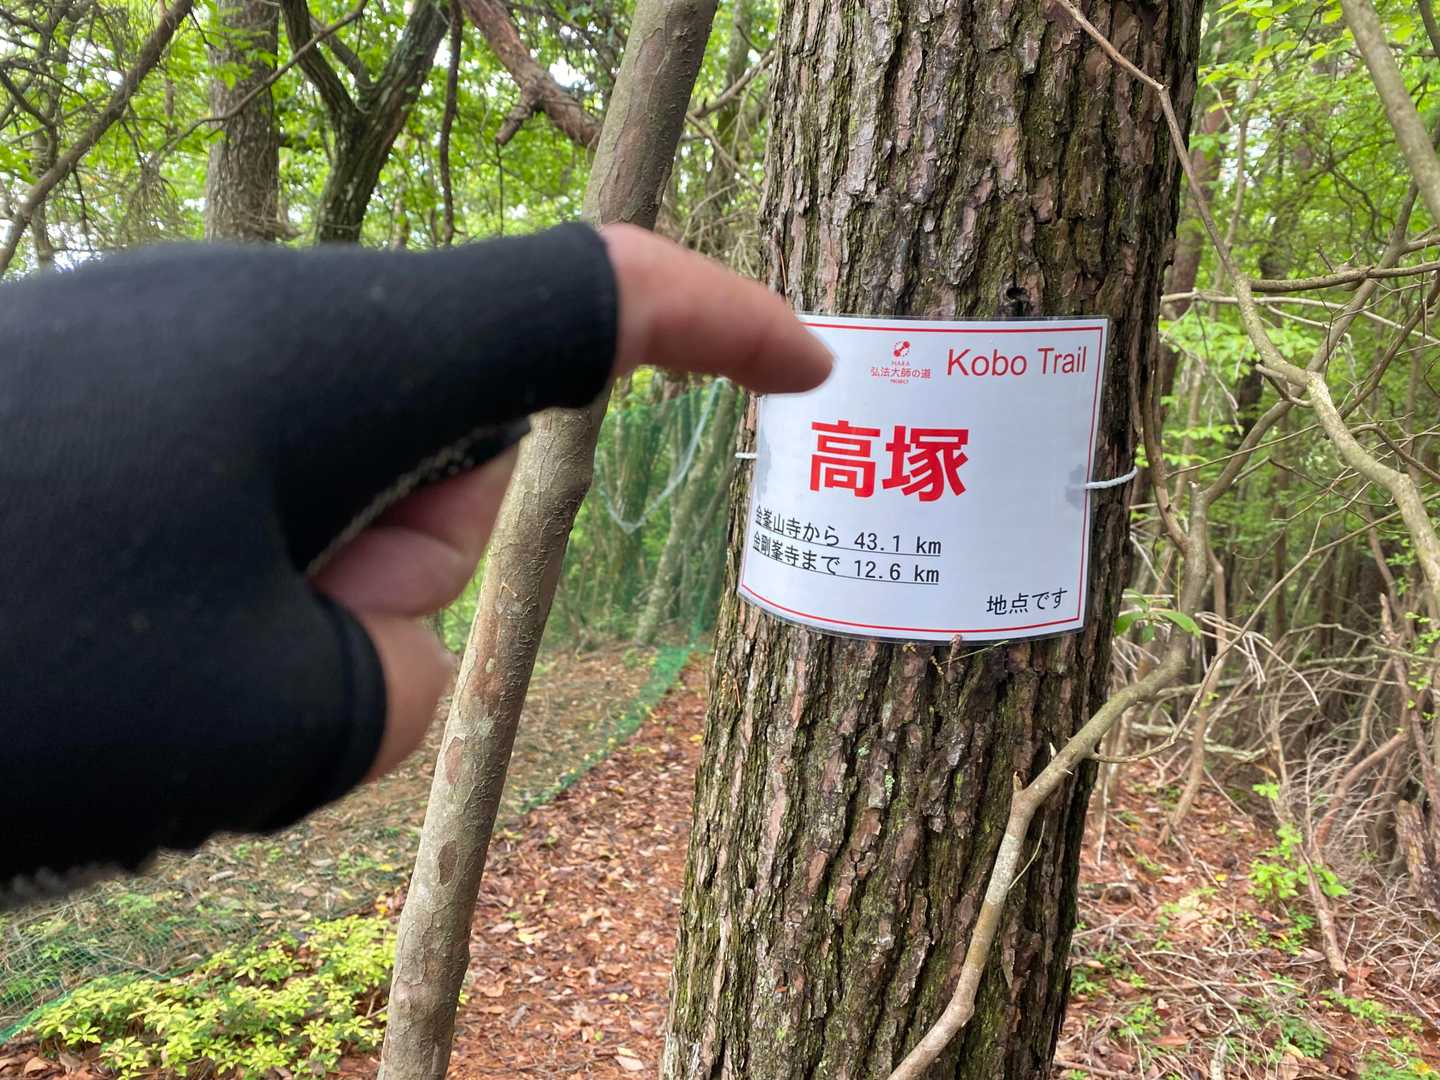 HARA
弘法大師の道
PROJECT
Kobo Trail
高塚
金峯山寺から 43.1 km
金剛峯寺まで 12.6 km
地点です